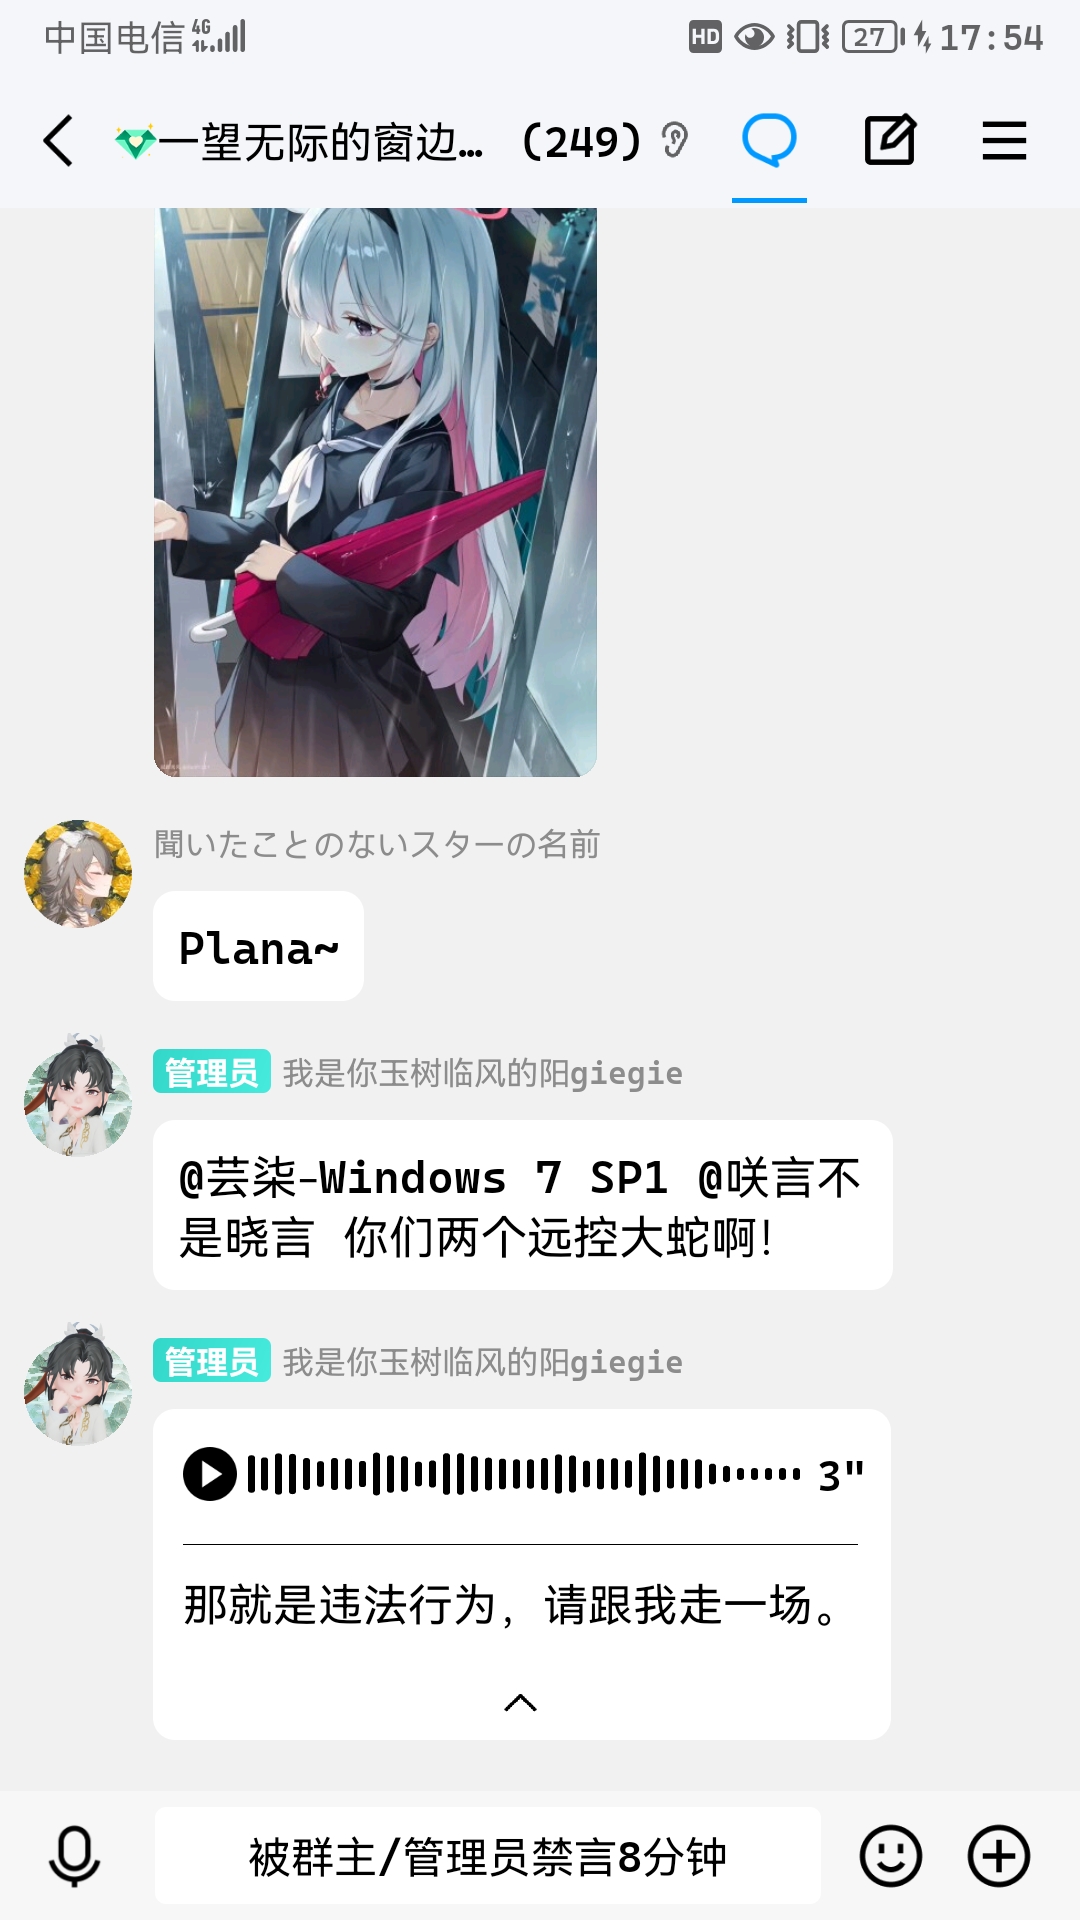 中国电信 4G HD 27 17:54
一望无际的窗边... (249)
聞いたことのないスターの名前
Plana~
管理员 我是你玉树临风的阳giegie
@芸柒-Windows 7 SP1 @咲言不
是晓言 你们两个远控大蛇啊!
管理员 我是你玉树临风的阳giegie
3"
那就是违法行为，请跟我走一场。
被群主/管理员禁言8分钟